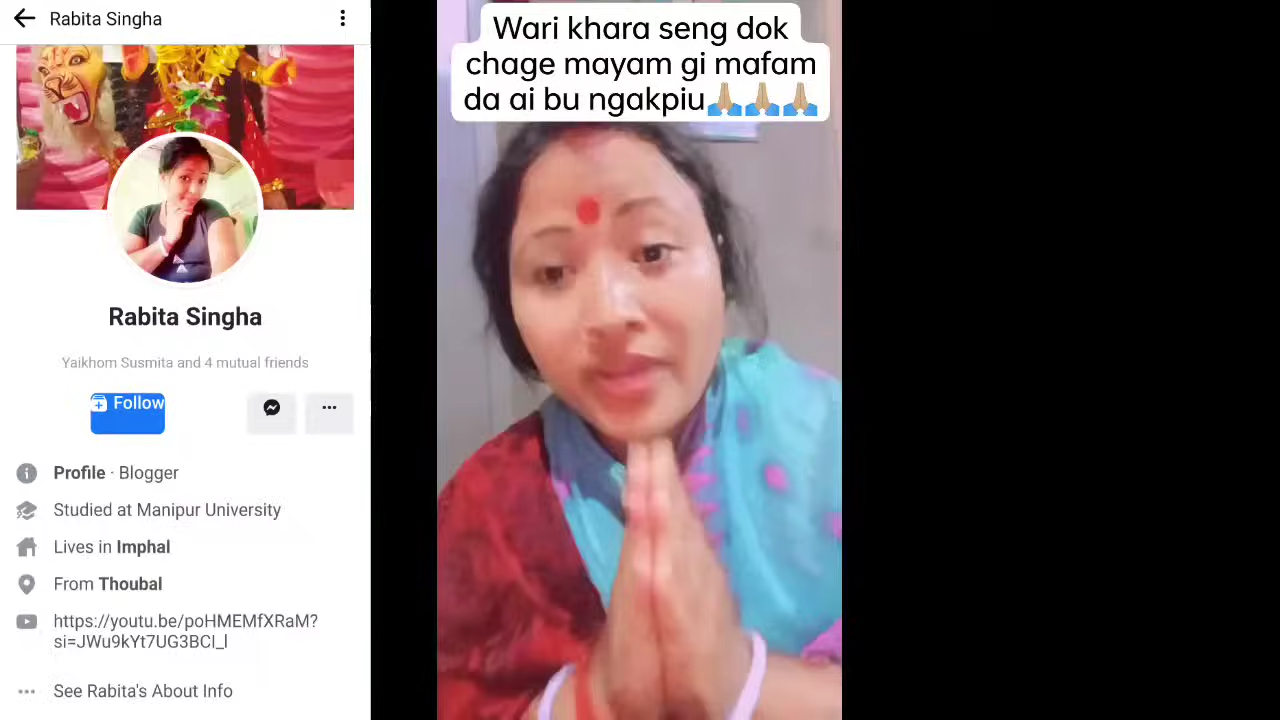 Rabita Singha
Rabita Singha
Yaikhom Susmita and 4 mutual friends
Follow
Profile · Blogger
Studied at Manipur University
Lives in Imphal
From Thoubal
https://youtu.be/poHMEMfXRaM?
si=JWu9kYt7UG3BCI_l
See Rabita's About Info
Wari khara seng dok
chage mayam gi mafam
da ai bu ngakpiu🙏🏼🙏🏼🙏🏼